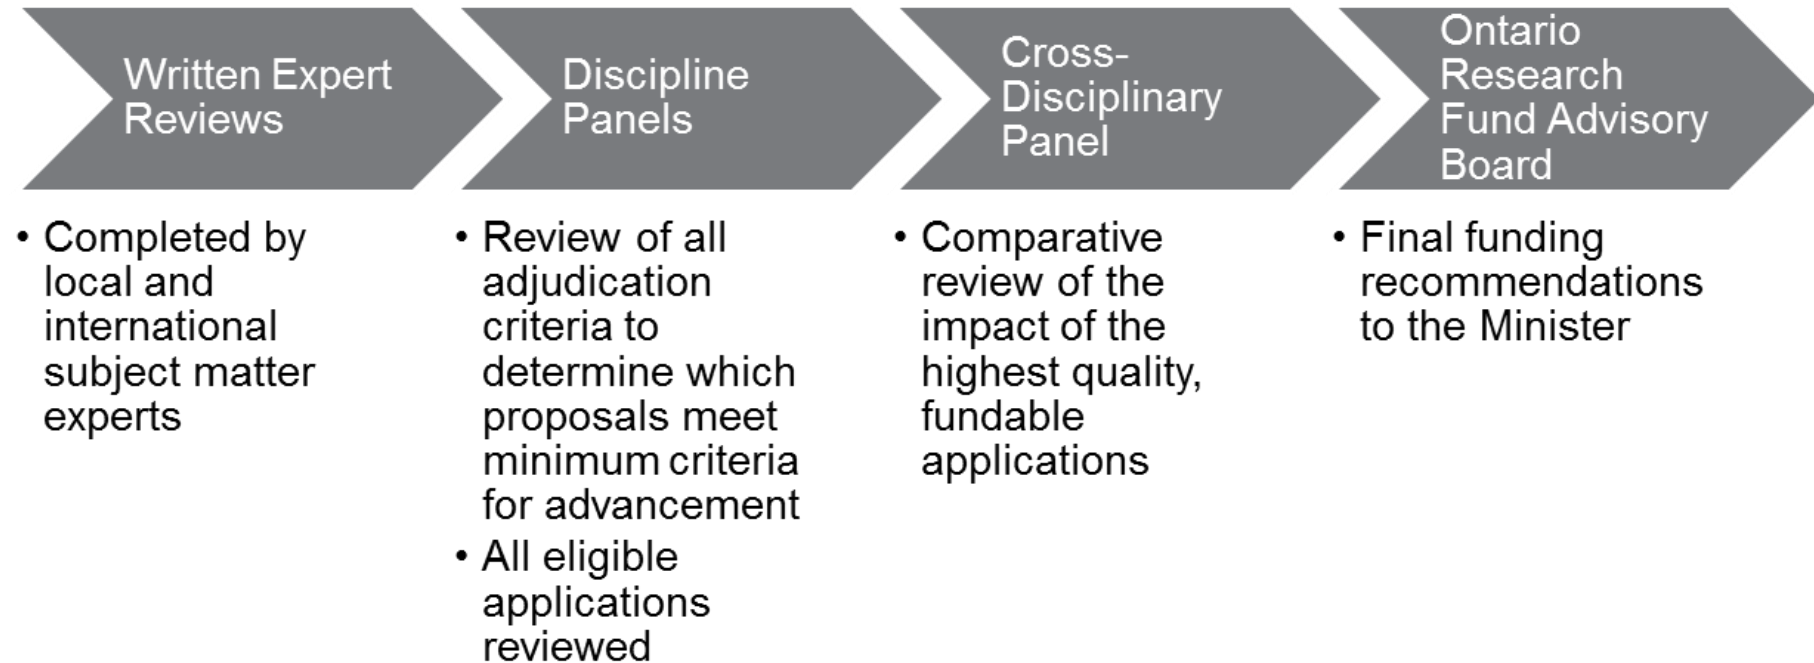 Written Expert
Reviews
Discipline
Panels
Cross-
Disciplinary
Panel
Ontario
Research
Fund Advisory
Board
• Completed by
local and
international
subject matter
experts
• Review of all
adjudication
criteria to
determine which
proposals meet
minimum criteria
for advancement
• All eligible
applications
reviewed
• Comparative
review of the
impact of the
highest quality,
fundable
applications
• Final funding
recommendations
to the Minister